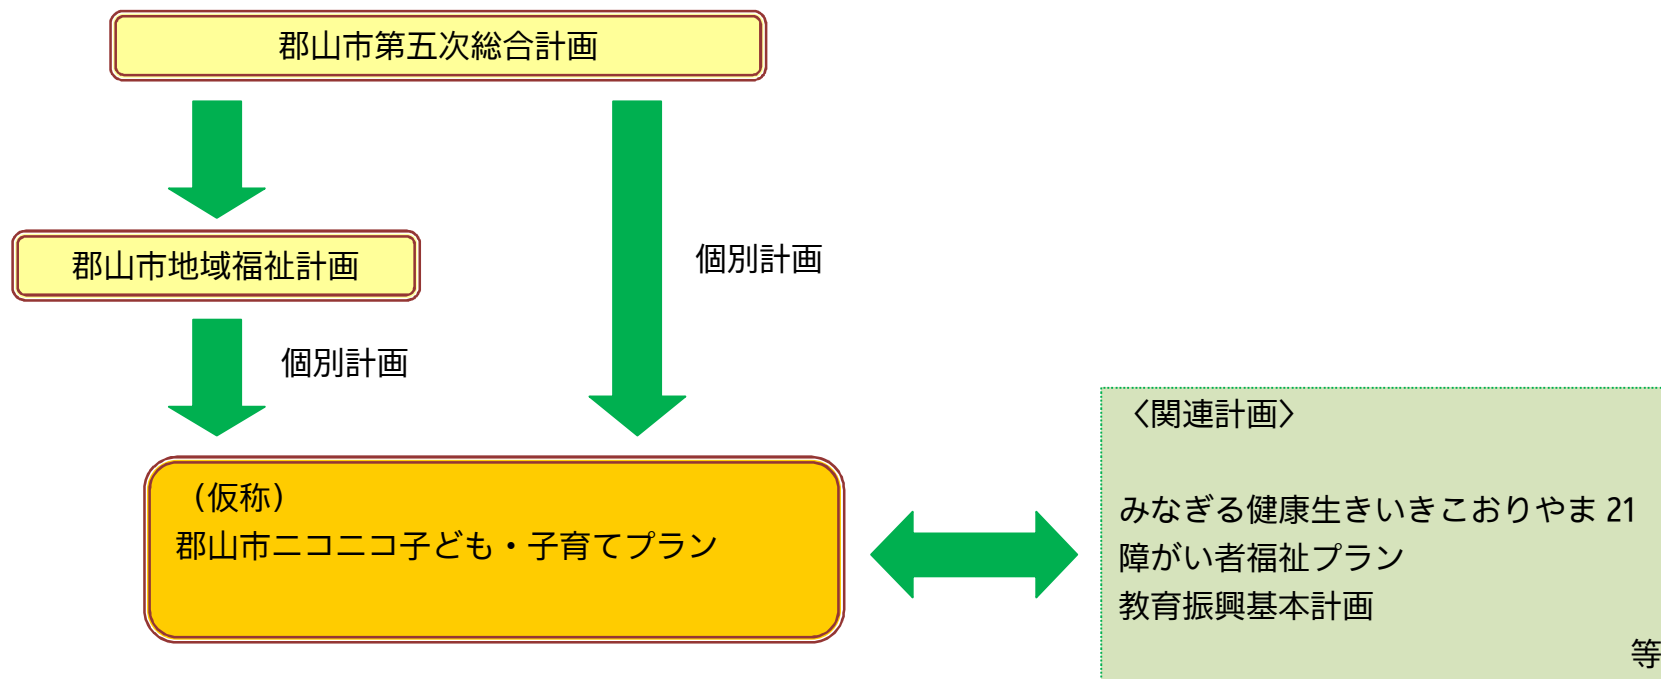 郡山市第五次総合計画
郡山市地域福祉計画
個別計画
個別計画
（仮称）
郡山市ニコニコ子ども・子育てプラン
〈関連計画〉
みなぎる健康生きいきこおりやま 21
障がい者福祉プラン
教育振興基本計画
等